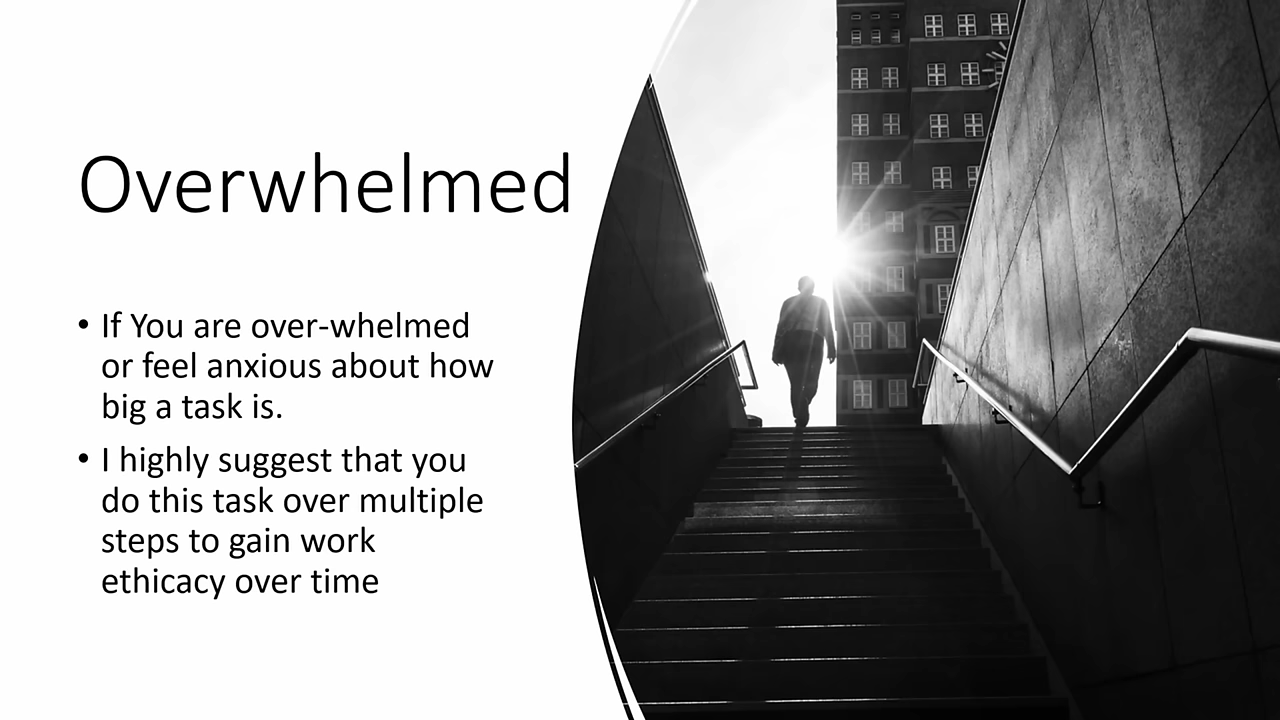 Overwhelmed
• If You are over-whelmed
or feel anxious about how
big a task is.
• I highly suggest that you
do this task over multiple
steps to gain work
ethicacy over time